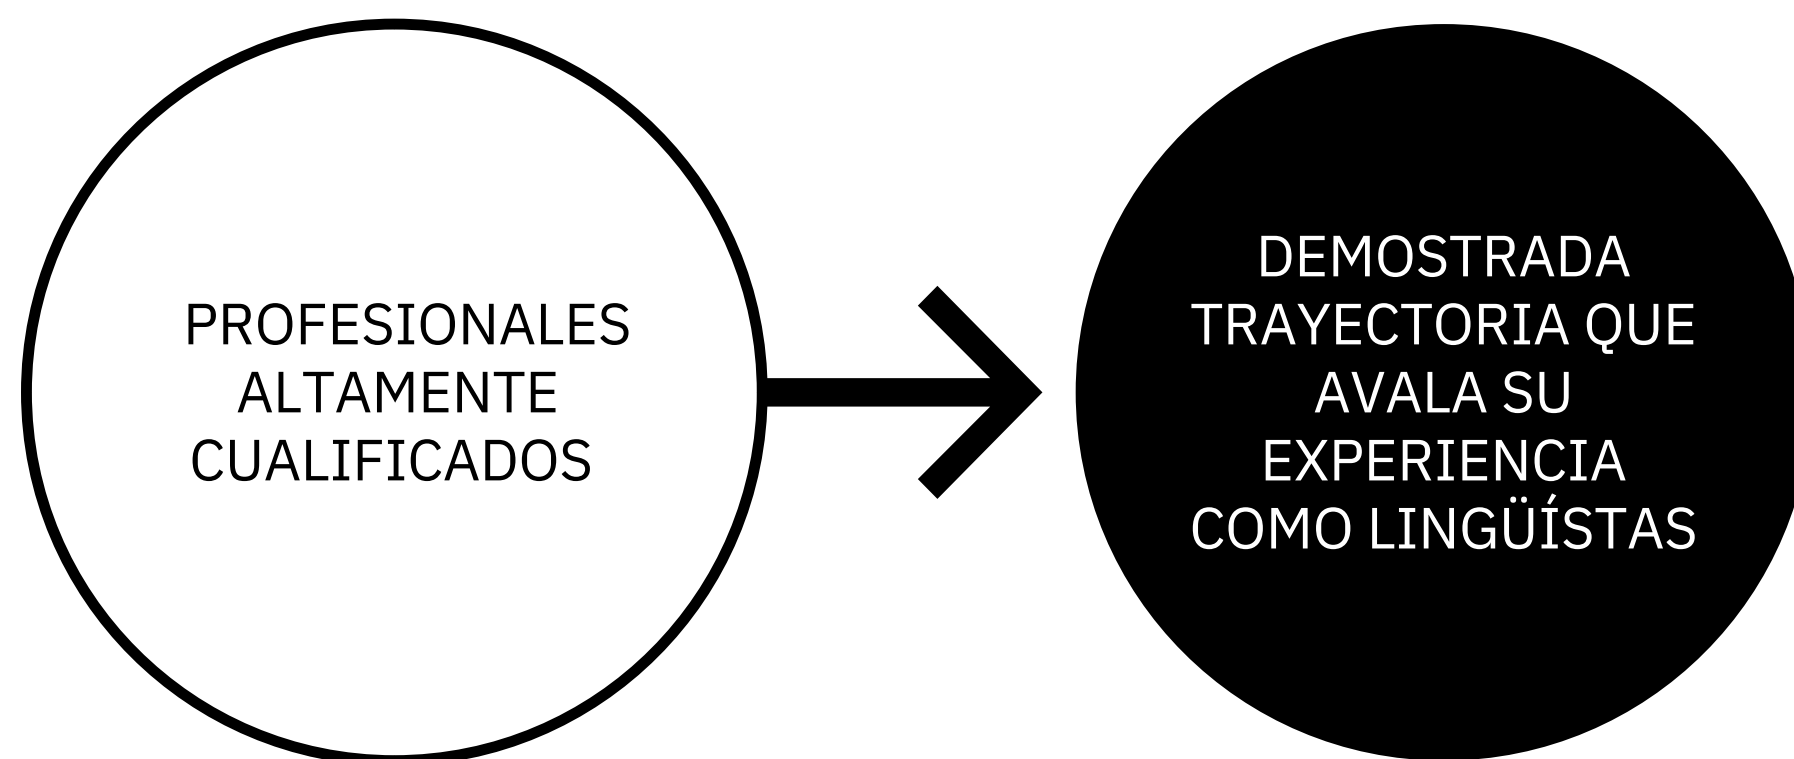 PROFESIONALES
ALTAMENTE
CUALIFICADOS
DEMOSTRADA
TRAYECTORIA QUE
AVALA SU
EXPERIENCIA
COMO LINGÜÍSTAS